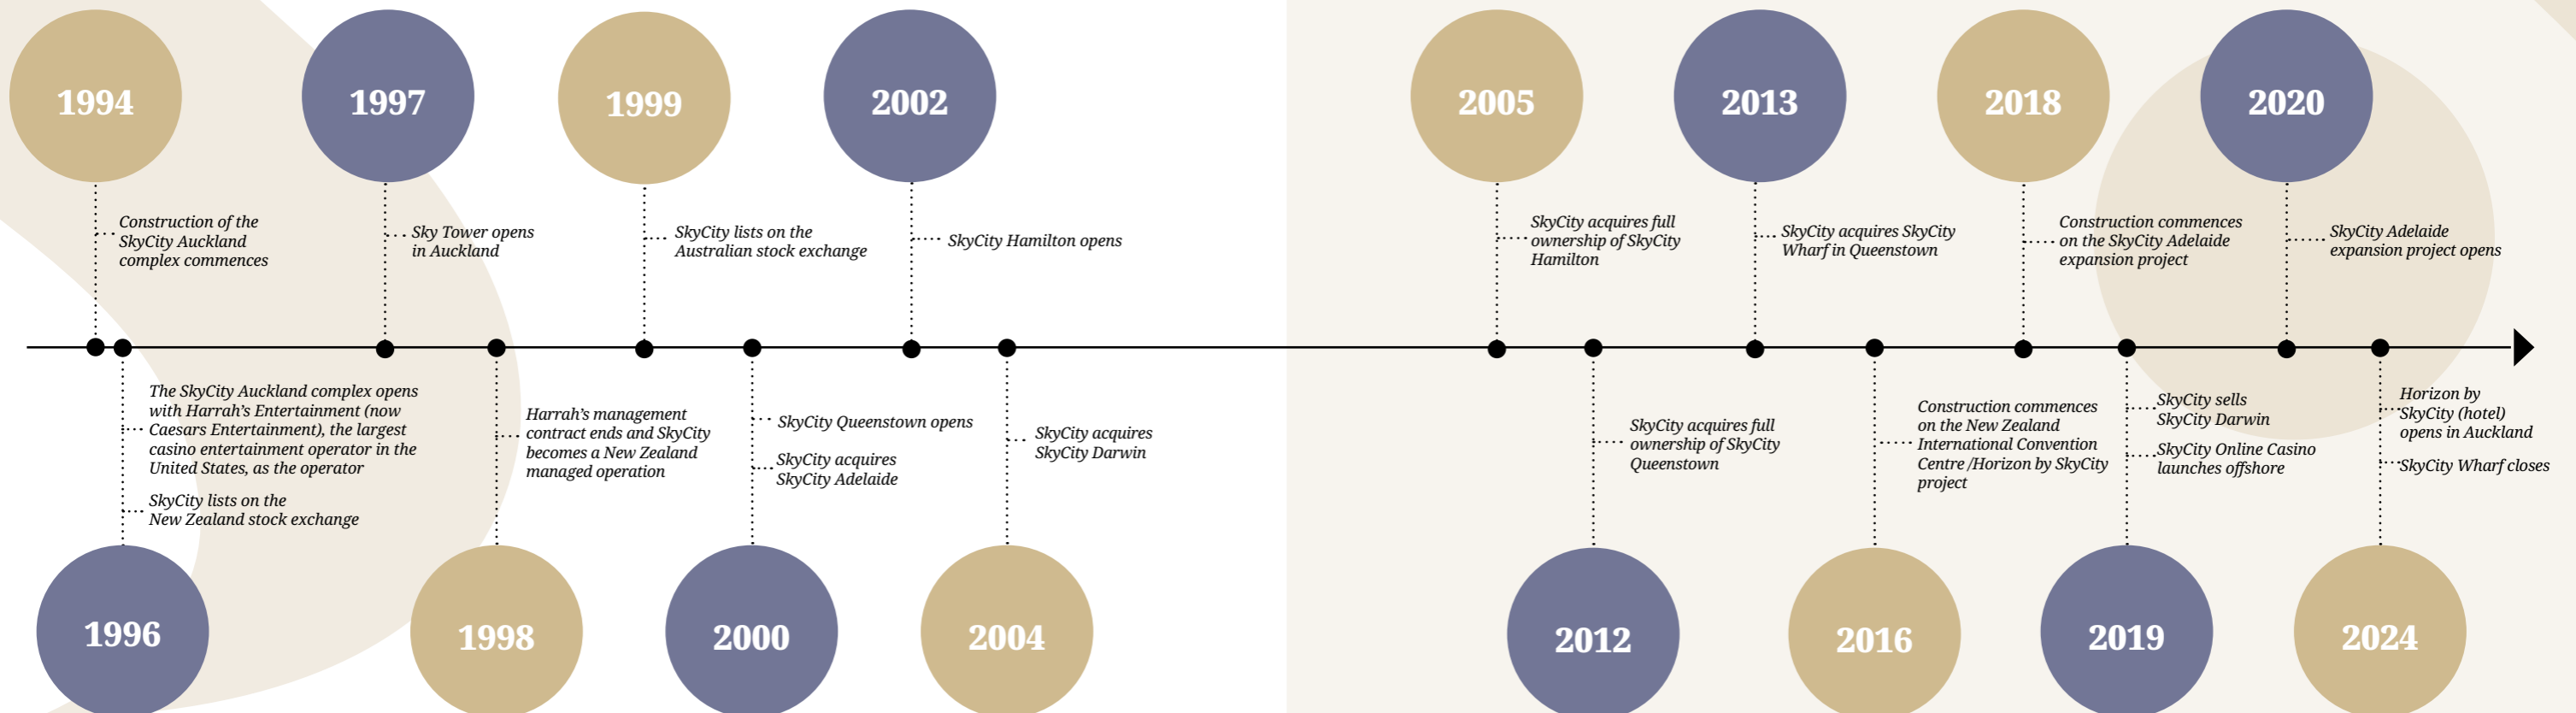 1994
1997
1999
2002
2005
2013
2018
2020
Construction of the
SkyCity Auckland
complex commences
Sky Tower opens
in Auckland
SkyCity lists on the
Australian stock exchange
SkyCity Hamilton opens
SkyCity acquires full
ownership of SkyCity
Hamilton
SkyCity acquires SkyCity
Wharf in Queenstown
Construction commences
on the SkyCity Adelaide
expansion project
SkyCity Adelaide
expansion project opens
The SkyCity Auckland complex opens
with Harrah’s Entertainment (now
Caesars Entertainment), the largest
casino entertainment operator in the
United States, as the operator
SkyCity lists on the
New Zealand stock exchange
Harrah’s management
contract ends and SkyCity
becomes a New Zealand
managed operation
SkyCity Queenstown opens
SkyCity acquires
SkyCity Adelaide
SkyCity acquires
SkyCity Darwin
SkyCity acquires full
ownership of SkyCity
Queenstown
Construction commences
on the New Zealand
International Convention
Centre /Horizon by SkyCity
project
SkyCity sells
SkyCity Darwin
SkyCity Online Casino
launches offshore
Horizon by
SkyCity (hotel)
opens in Auckland
SkyCity Wharf closes
1996
1998
2000
2004
2012
2016
2019
2024